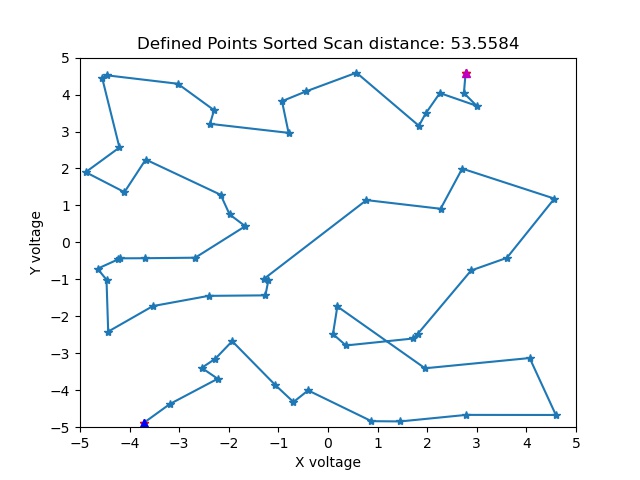 Defined Points Sorted Scan distance: 53.5584
5
4
3
2
1
0
−1
−2
−3
−4
−5
Y voltage
−5 −4 −3 −2 −1 0 1 2 3 4 5
X voltage